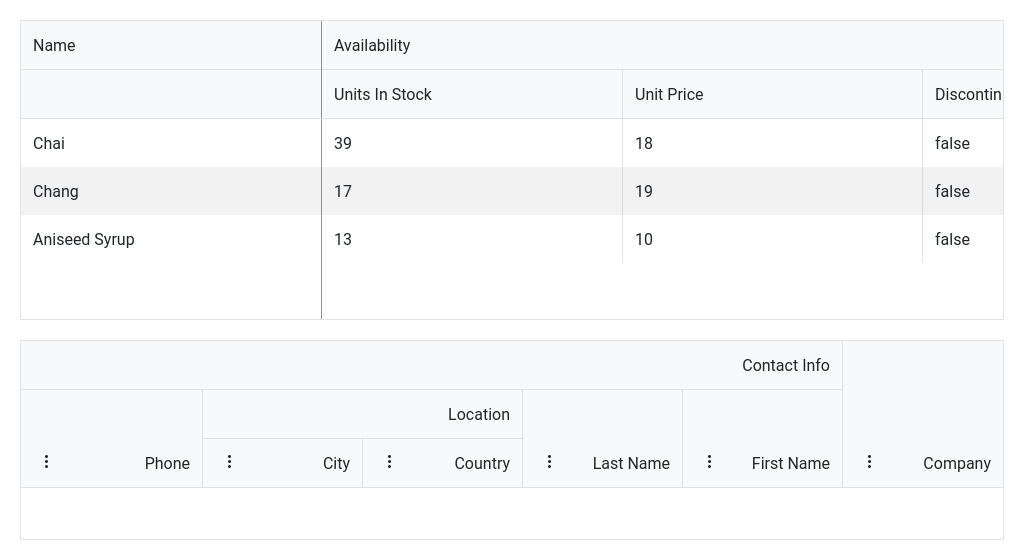 Name Availability
Units In Stock Unit Price Discontin
Chai 39 18 false
Chang 17 19 false
Aniseed Syrup 13 10 false
Contact Info
Location
Phone City Country Last Name First Name Company